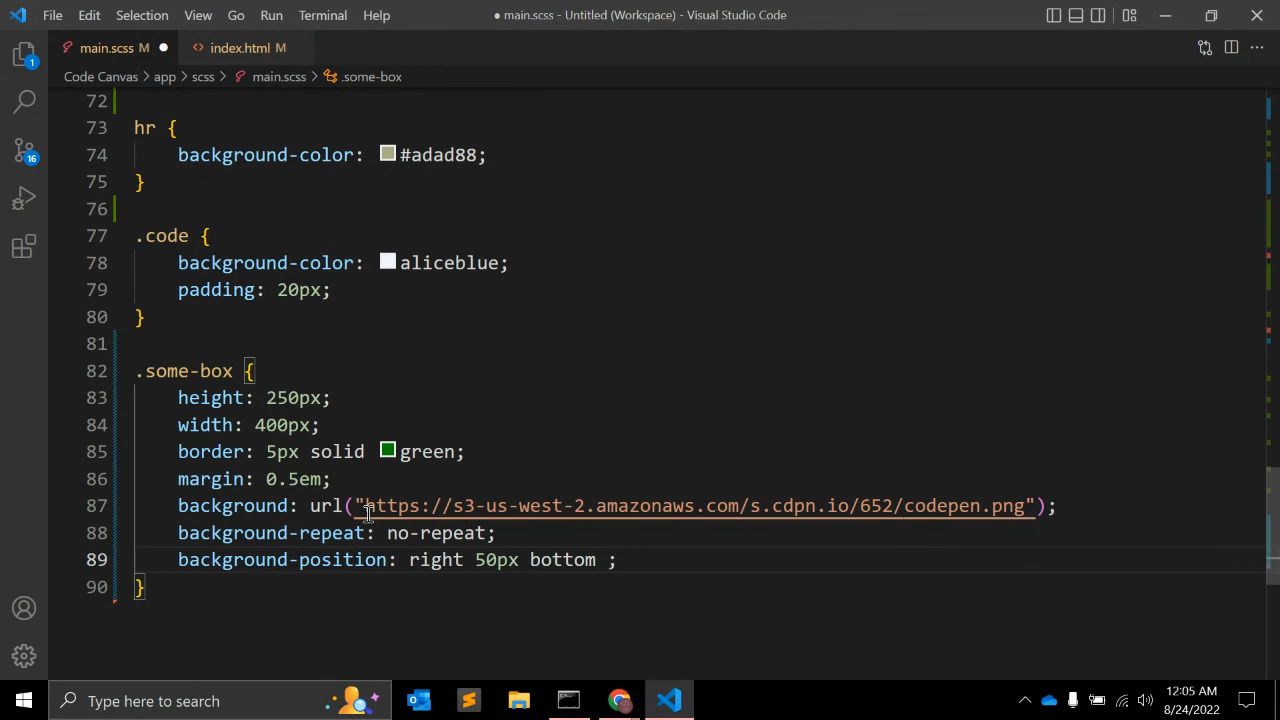 File Edit Selection View Go Run Terminal Help ● main.scss - Untitled (Workspace) - Visual Studio Code
main.scss M ● <> index.html M
Code Canvas > app > scss > main.scss > .some-box
72
73 hr {
74 background-color: #adad88;
75 }
76
77 .code {
78 background-color: aliceblue;
79 padding: 20px;
80 }
81
82 .some-box {
83 height: 250px;
84 width: 400px;
85 border: 5px solid green;
86 margin: 0.5em;
87 background: url("https://s3-us-west-2.amazonaws.com/s.cdpn.io/652/codepen.png");
88 background-repeat: no-repeat;
89 background-position: right 50px bottom ;
90 }
1
16
Type here to search
12:05 AM
8/24/2022